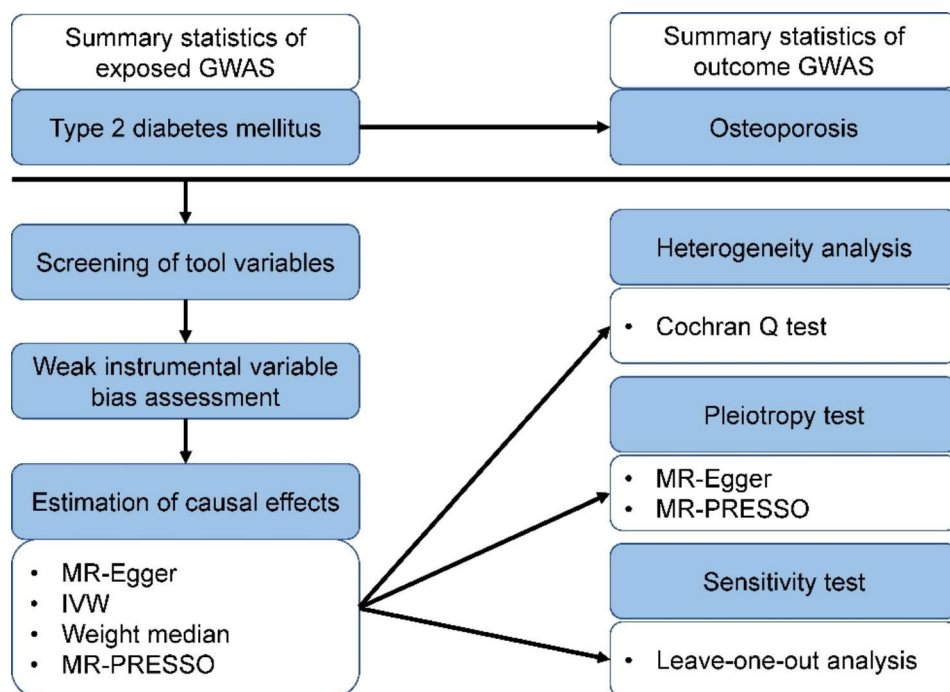 Summary statistics of
exposed GWAS
Type 2 diabetes mellitus
Summary statistics of
outcome GWAS
Osteoporosis
Screening of tool variables
Weak instrumental variable
bias assessment
Estimation of causal effects
• MR-Egger
• IVW
• Weight median
• MR-PRESSO
Heterogeneity analysis
• Cochran Q test
Pleiotropy test
• MR-Egger
• MR-PRESSO
Sensitivity test
• Leave-one-out analysis